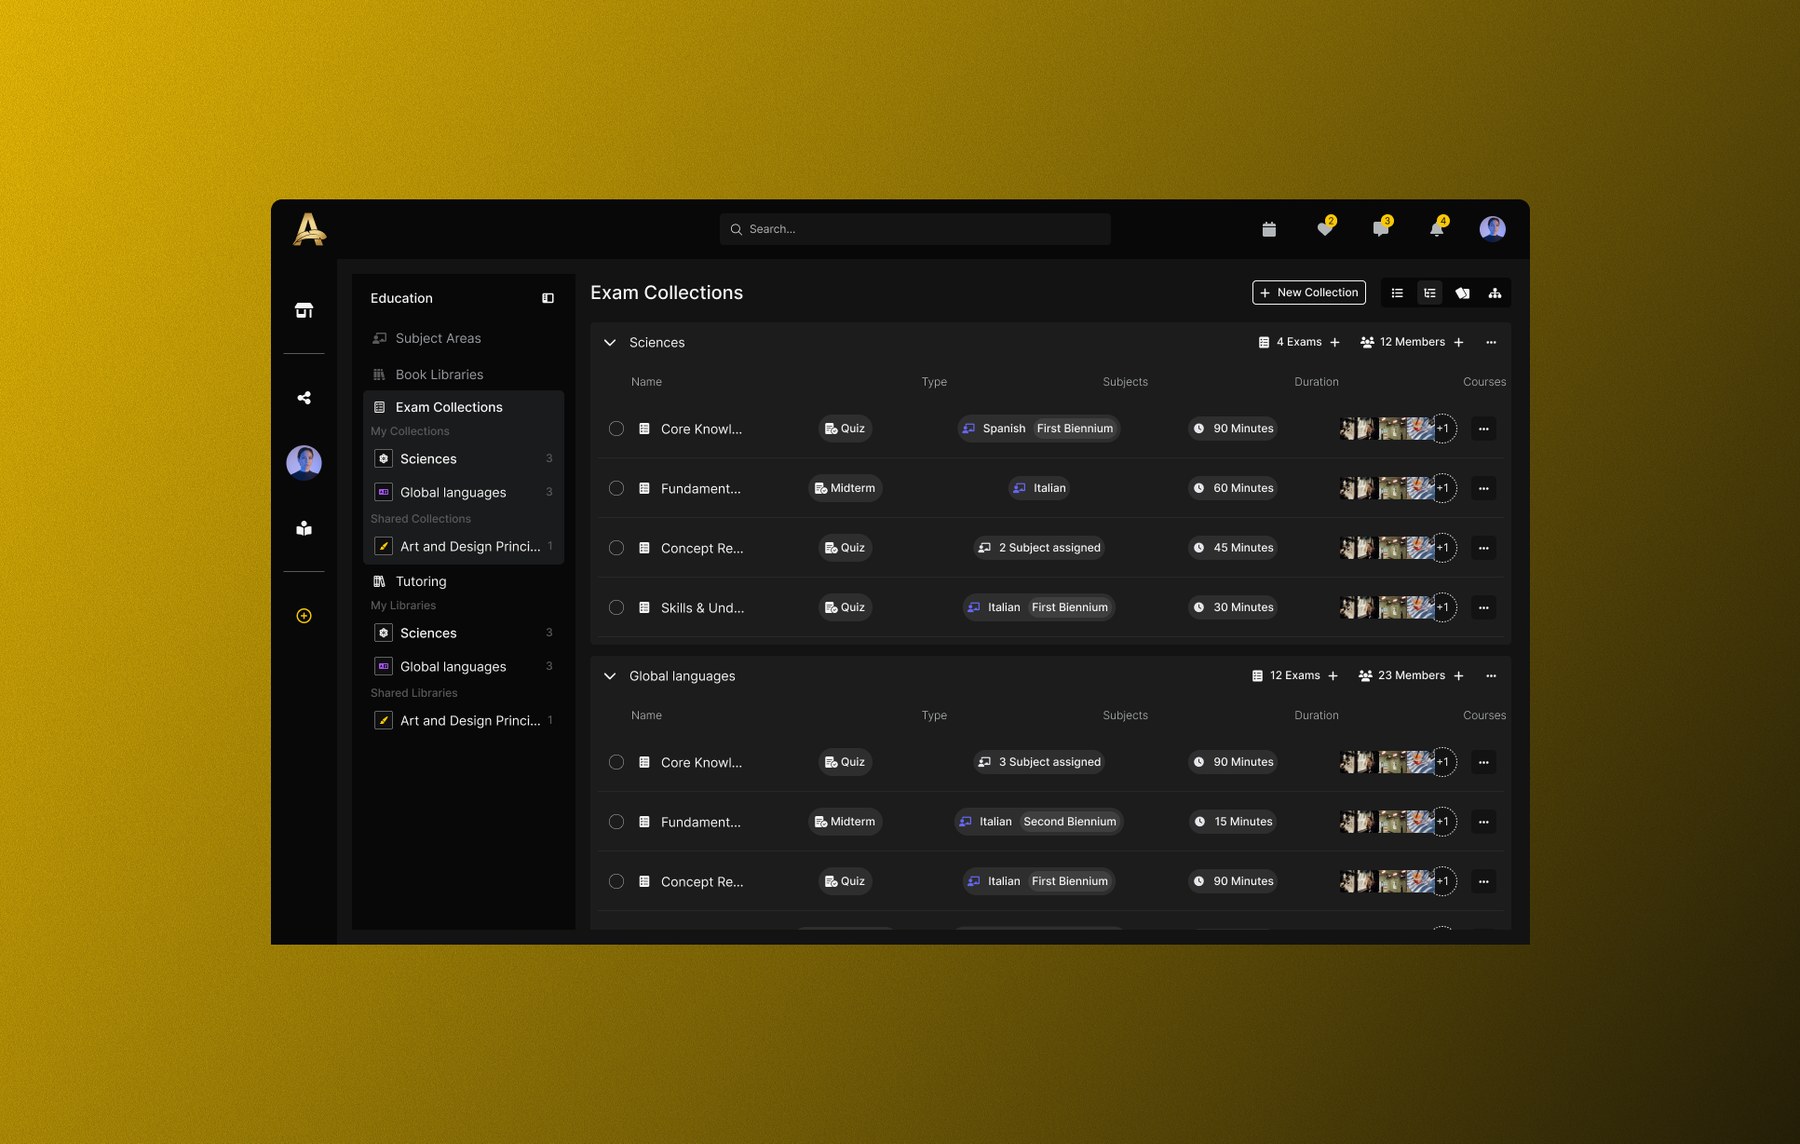 A
Search...
2
3
4
Education
Subject Areas
Book Libraries
Exam Collections
My Collections
Sciences 3
Global languages 3
Shared Collections
Art and Design Princi... 1
Tutoring
My Libraries
Sciences 3
Global languages 3
Shared Libraries
Art and Design Princi... 1
Exam Collections
+ New Collection
Sciences 4 Exams + 12 Members + ...
Name Type Subjects Duration Courses
Core Knowl... Quiz Spanish First Biennium 90 Minutes +1 ...
Fundament... Midterm Italian 60 Minutes +1 ...
Concept Re... Quiz 2 Subject assigned 45 Minutes +1 ...
Skills & Und... Quiz Italian First Biennium 30 Minutes +1 ...
Global languages 12 Exams + 23 Members + ...
Name Type Subjects Duration Courses
Core Knowl... Quiz 3 Subject assigned 90 Minutes +1 ...
Fundament... Midterm Italian Second Biennium 15 Minutes +1 ...
Concept Re... Quiz Italian First Biennium 90 Minutes +1 ...